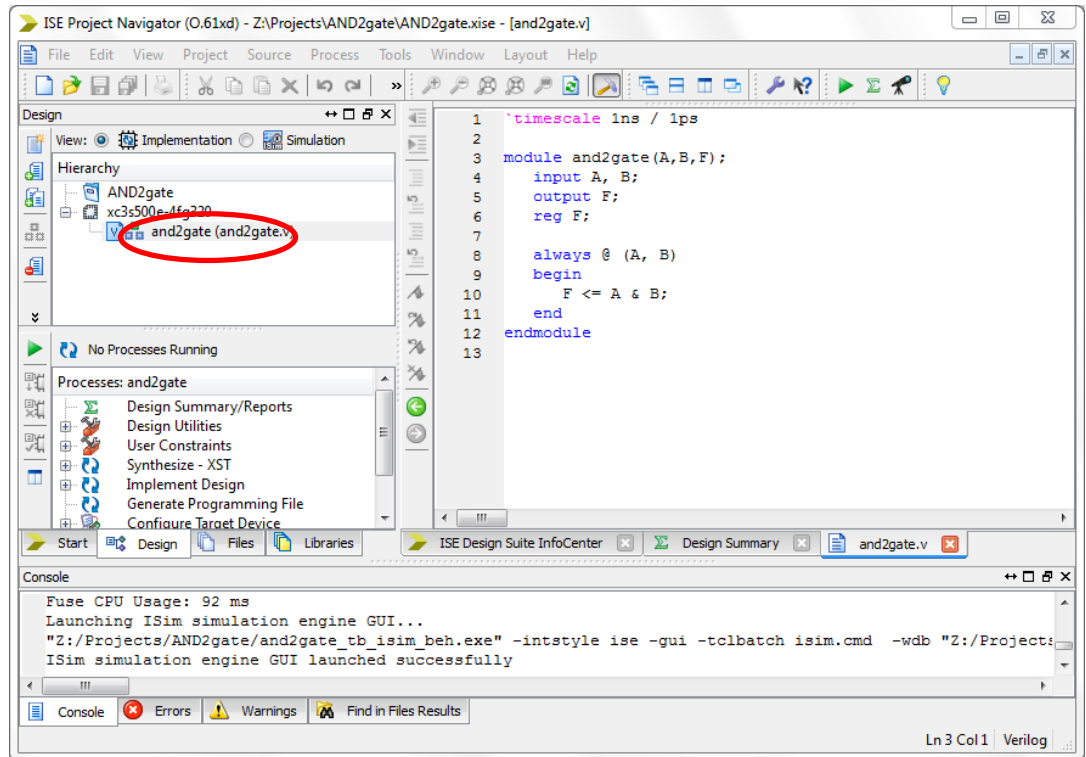 ISE Project Navigator (O.61xd) - Z:\Projects\AND2gate\AND2gate.xise - [and2gate.v]
File Edit View Project Source Process Tools Window Layout Help
Design
View: Implementation Simulation
Hierarchy
AND2gate
xc3s500e-4fg320
and2gate (and2gate.v)
No Processes Running
Processes: and2gate
Design Summary/Reports
Design Utilities
User Constraints
Synthesize - XST
Implement Design
Generate Programming File
Configure Target Device
Start Design Files Libraries
1 `timescale 1ns / 1ps
2
3 module and2gate(A,B,F);
4 input A, B;
5 output F;
6 reg F;
7
8 always @ (A, B)
9 begin
10 F <= A & B;
11 end
12 endmodule
13
ISE Design Suite InfoCenter Design Summary and2gate.v
Console
Fuse CPU Usage: 92 ms
Launching ISim simulation engine GUI...
"Z:/Projects/AND2gate/and2gate_tb_isim_beh.exe" -intstyle ise -gui -tclbatch isim.cmd -wdb "Z:/Projects
ISim simulation engine GUI launched successfully
Console Errors Warnings Find in Files Results
Ln 3 Col 1 Verilog